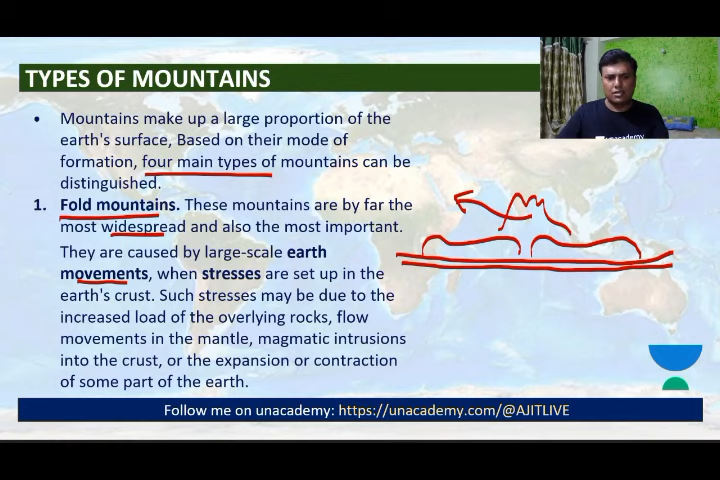 TYPES OF MOUNTAINS
unacademy
• Mountains make up a large proportion of the
earth's surface, Based on their mode of
formation, four main types of mountains can be
distinguished.
1. Fold mountains. These mountains are by far the
most widespread and also the most important.
They are caused by large-scale earth
movements, when stresses are set up in the
earth's crust. Such stresses may be due to the
increased load of the overlying rocks, flow
movements in the mantle, magmatic intrusions
into the crust, or the expansion or contraction
of some part of the earth.
Follow me on unacademy: https://unacademy.com/@AJITLIVE